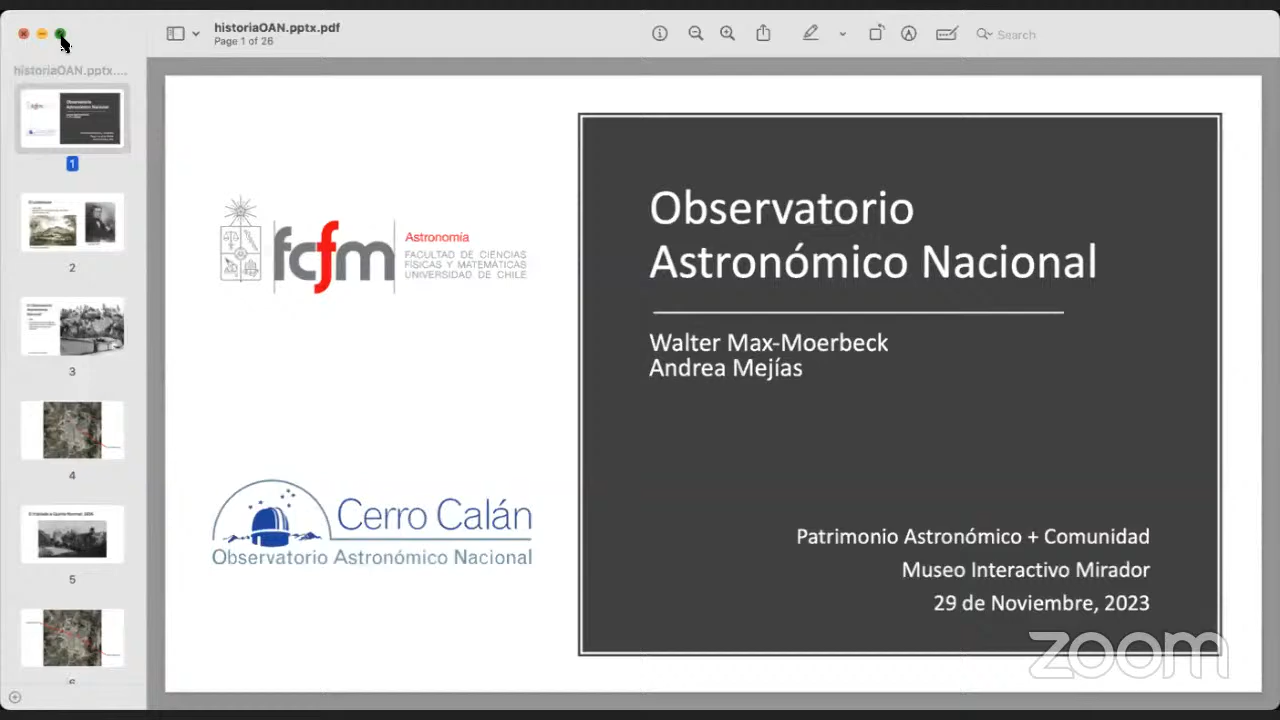 historiaOAN.pptx.pdf
Page 1 of 26
Search
historiaOAN.pptx....
1
2
3
4
5
6
fcfm
Astronomía
FACULTAD DE CIENCIAS
FÍSICAS Y MATEMÁTICAS
UNIVERSIDAD DE CHILE
Cerro Calán
Observatorio Astronómico Nacional
Observatorio
Astronómico Nacional
Walter Max-Moerbeck
Andrea Mejías
Patrimonio Astronómico + Comunidad
Museo Interactivo Mirador
29 de Noviembre, 2023
zoom